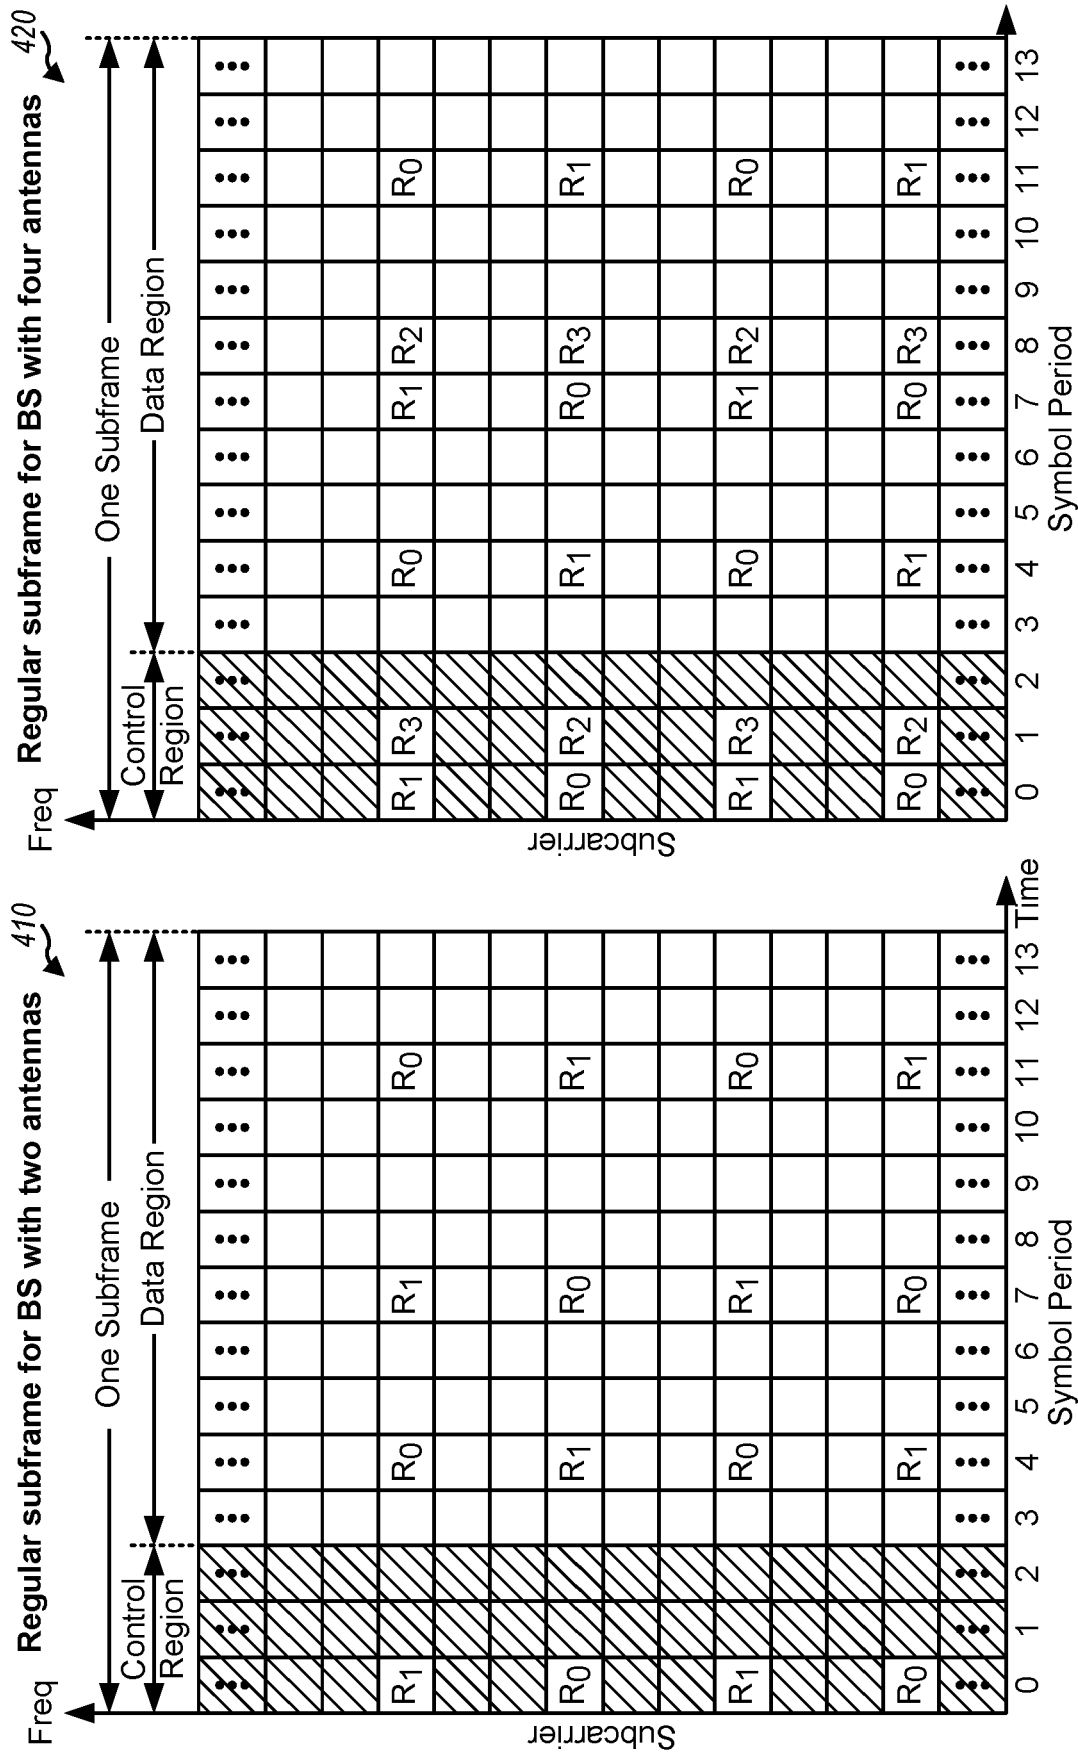 Regular subframe for BS with two antennas
410
Freq
One Subframe
Control
Region
Data Region
Subcarrier
R1 R0 R1 R0
R0 R1 R0 R1
R1 R0 R1 R0
R0 R1 R0 R1
0 1 2 3 4 5 6 7 8 9 10 11 12 13
Time
Symbol Period
Regular subframe for BS with four antennas
420
Freq
One Subframe
Control
Region
Data Region
Subcarrier
R1 R3 R0 R1 R2 R0
R0 R2 R1 R0 R3 R1
R1 R3 R0 R1 R2 R0
R0 R2 R1 R0 R3 R1
0 1 2 3 4 5 6 7 8 9 10 11 12 13
Symbol Period